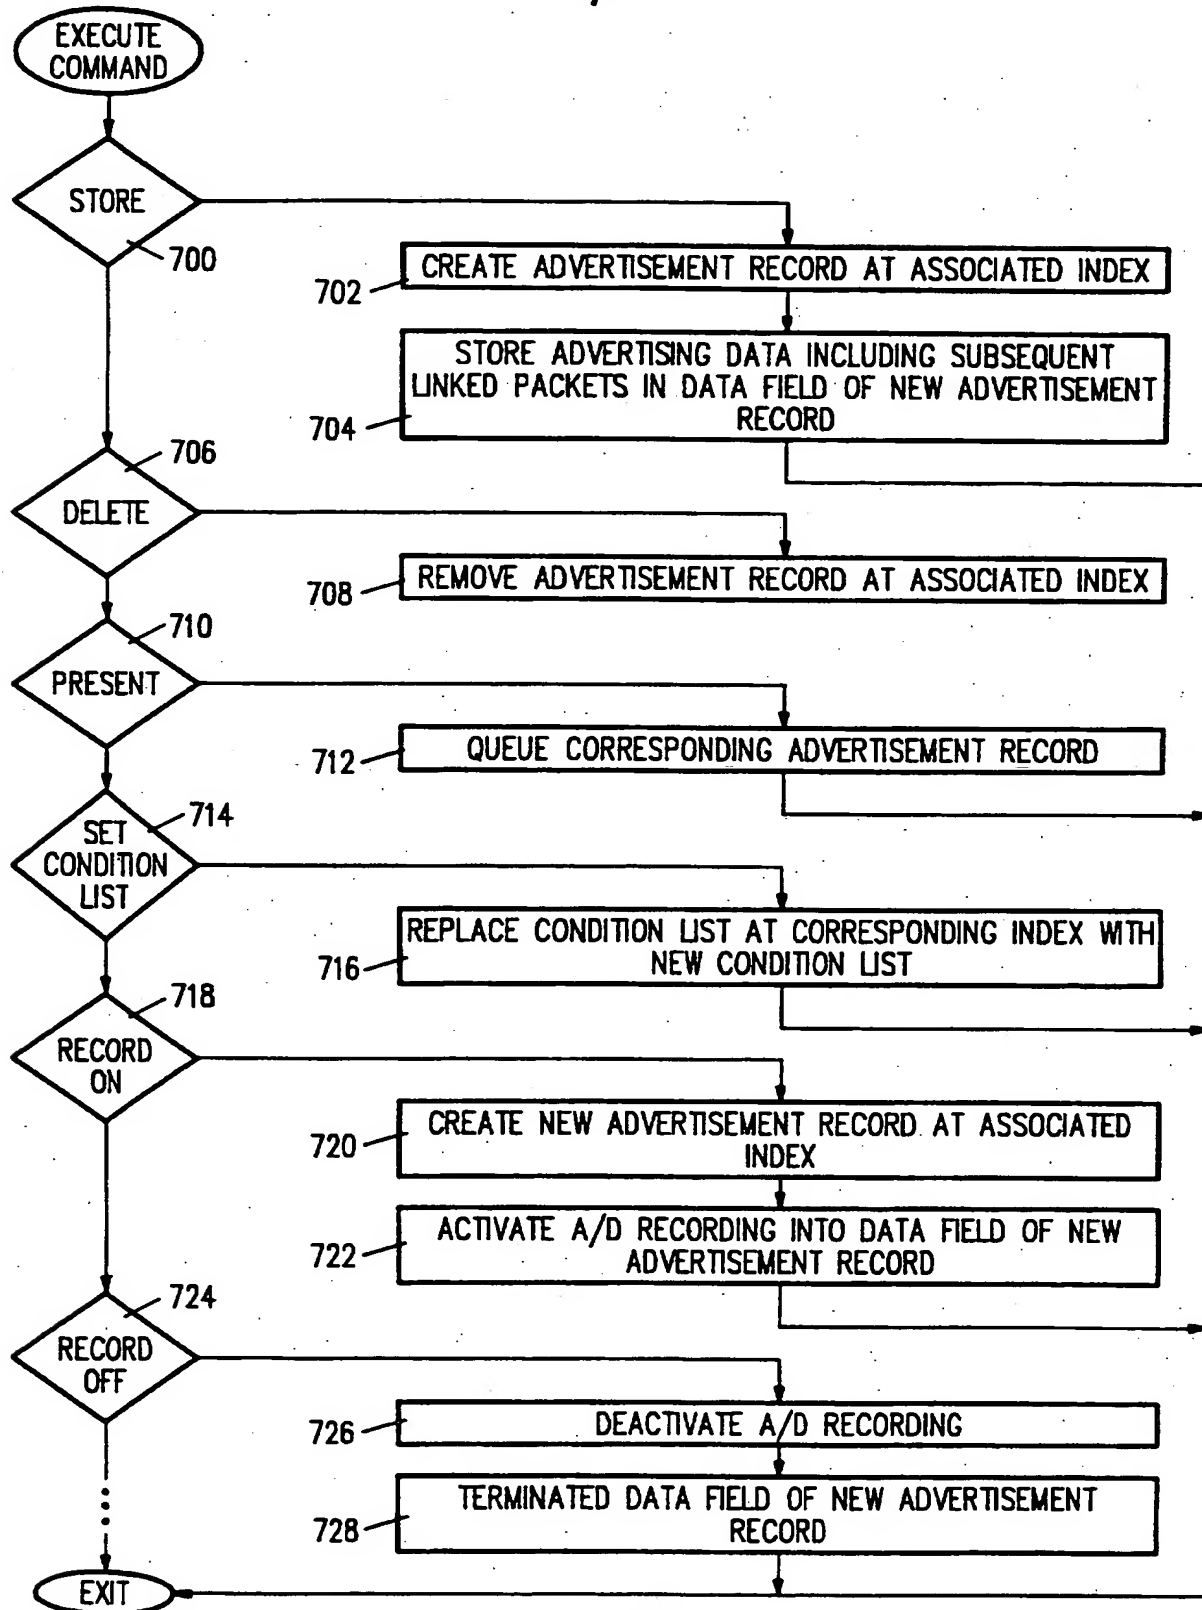 EXECUTE
COMMAND
STORE
700
702
CREATE ADVERTISEMENT RECORD AT ASSOCIATED INDEX
STORE ADVERTISING DATA INCLUDING SUBSEQUENT
LINKED PACKETS IN DATA FIELD OF NEW ADVERTISEMENT
RECORD
704
706
DELETE
REMOVE ADVERTISEMENT RECORD AT ASSOCIATED INDEX
708
710
PRESENT
QUEUE CORRESPONDING ADVERTISEMENT RECORD
712
714
SET
CONDITION
LIST
REPLACE CONDITION LIST AT CORRESPONDING INDEX WITH
NEW CONDITION LIST
716
718
RECORD
ON
CREATE NEW ADVERTISEMENT RECORD AT ASSOCIATED
INDEX
720
ACTIVATE A/D RECORDING INTO DATA FIELD OF NEW
ADVERTISEMENT RECORD
722
724
RECORD
OFF
DEACTIVATE A/D RECORDING
726
TERMINATED DATA FIELD OF NEW ADVERTISEMENT
RECORD
728
EXIT